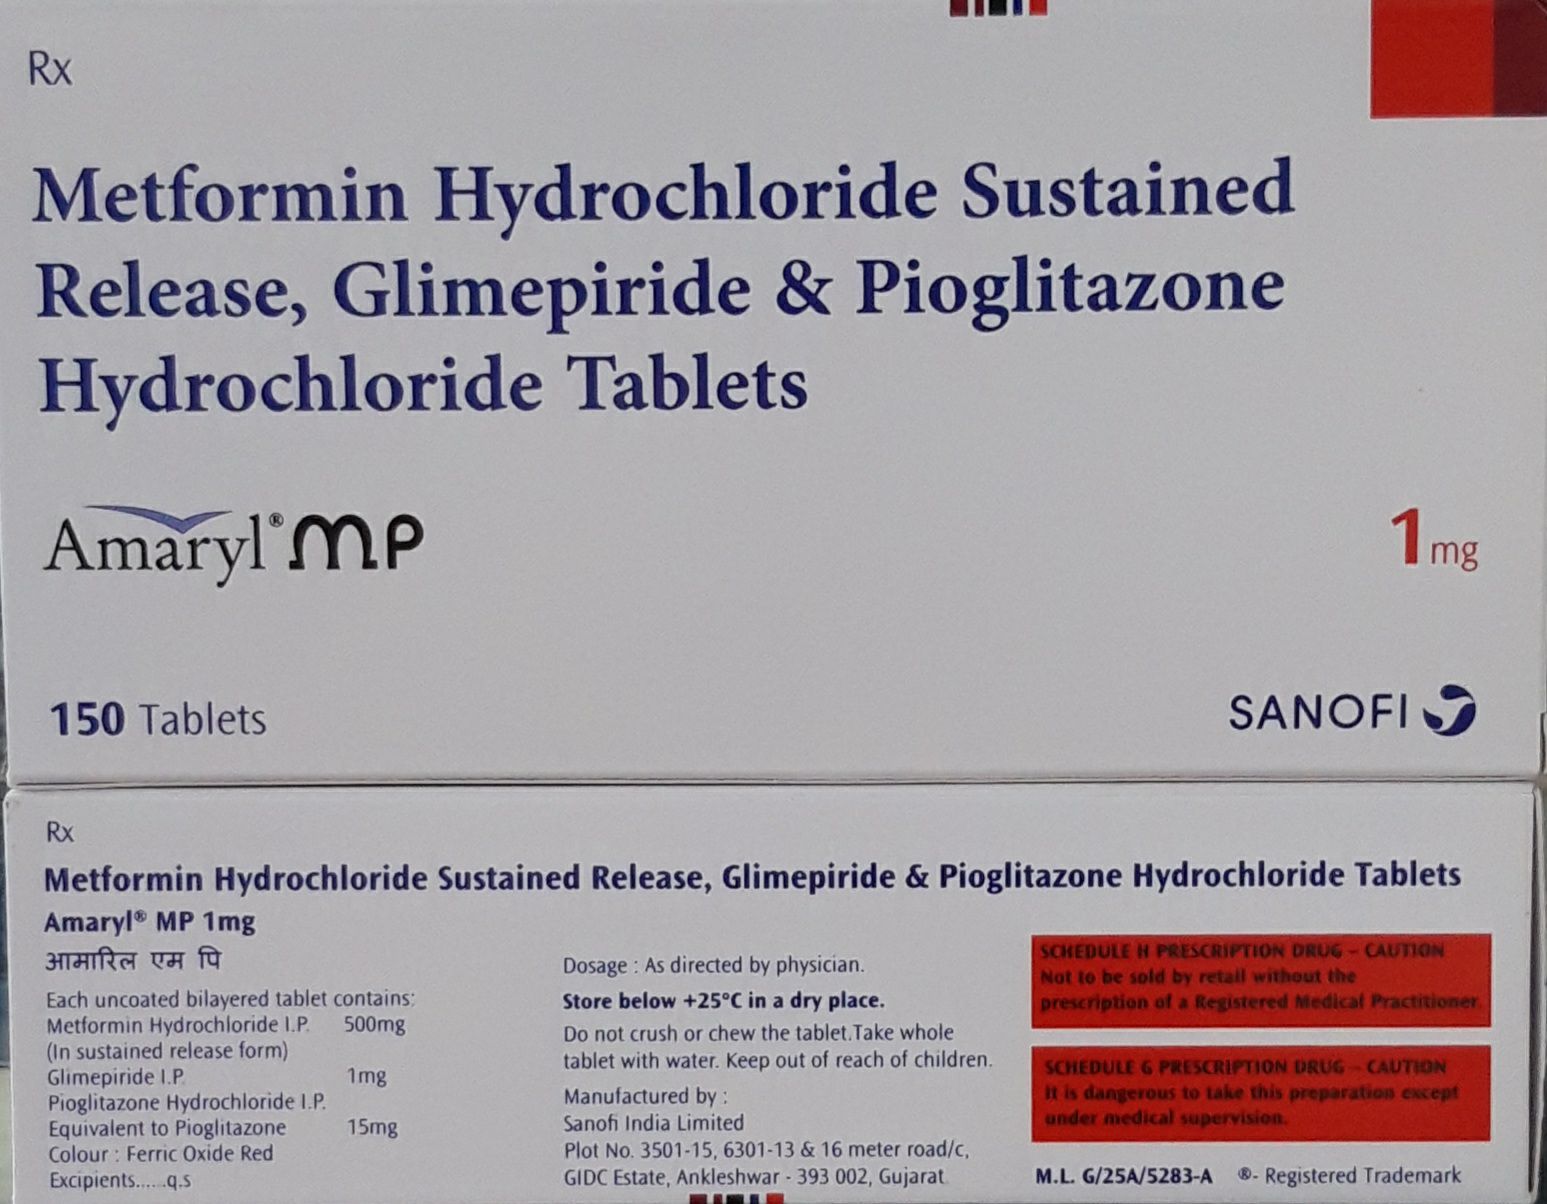 Rx
Metformin Hydrochloride Sustained
Release, Glimepiride & Pioglitazone
Hydrochloride Tablets
Amaryl® MP
1 mg
150 Tablets
SANOFI
Rx
Metformin Hydrochloride Sustained Release, Glimepiride & Pioglitazone Hydrochloride Tablets
Amaryl® MP 1mg
आमारिल एम पि
Each uncoated bilayered tablet contains:
Metformin Hydrochloride I.P. 500mg
(In sustained release form)
Glimepiride I.P. 1mg
Pioglitazone Hydrochloride I.P.
Equivalent to Pioglitazone 15mg
Colour : Ferric Oxide Red
Excipients......q.s
Dosage : As directed by physician.
Store below +25°C in a dry place.
Do not crush or chew the tablet.Take whole
tablet with water. Keep out of reach of children.
Manufactured by :
Sanofi India Limited
Plot No. 3501-15, 6301-13 & 16 meter road/c,
GIDC Estate, Ankleshwar - 393 002, Gujarat
SCHEDULE H PRESCRIPTION DRUG – CAUTION
Not to be sold by retail without the
prescription of a Registered Medical Practitioner.
SCHEDULE G PRESCRIPTION DRUG – CAUTION
It is dangerous to take this preparation except
under medical supervision.
M.L. G/25A/5283-A ®- Registered Trademark